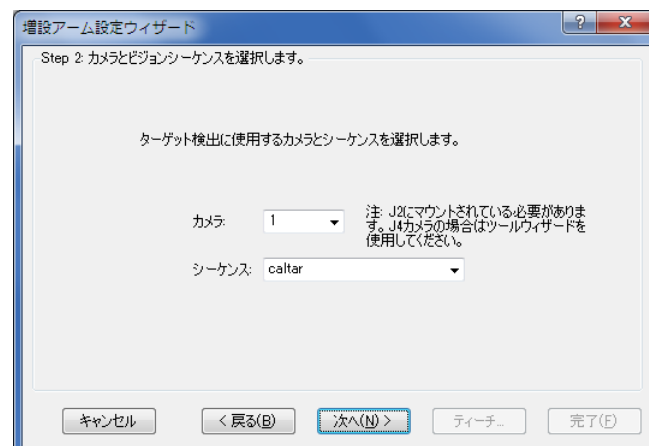 増設アーム設定ウィザード
Step 2: カメラとビジョンシーケンスを選択します。
ターゲット検出に使用するカメラとシーケンスを選択します。
カメラ: 1
注: J2にマウントされている必要がありま
す。J4カメラの場合はツールウィザードを
使用してください。
シーケンス: caltar
キャンセル < 戻る(B) 次へ(N) > ティーチ... 完了(F)